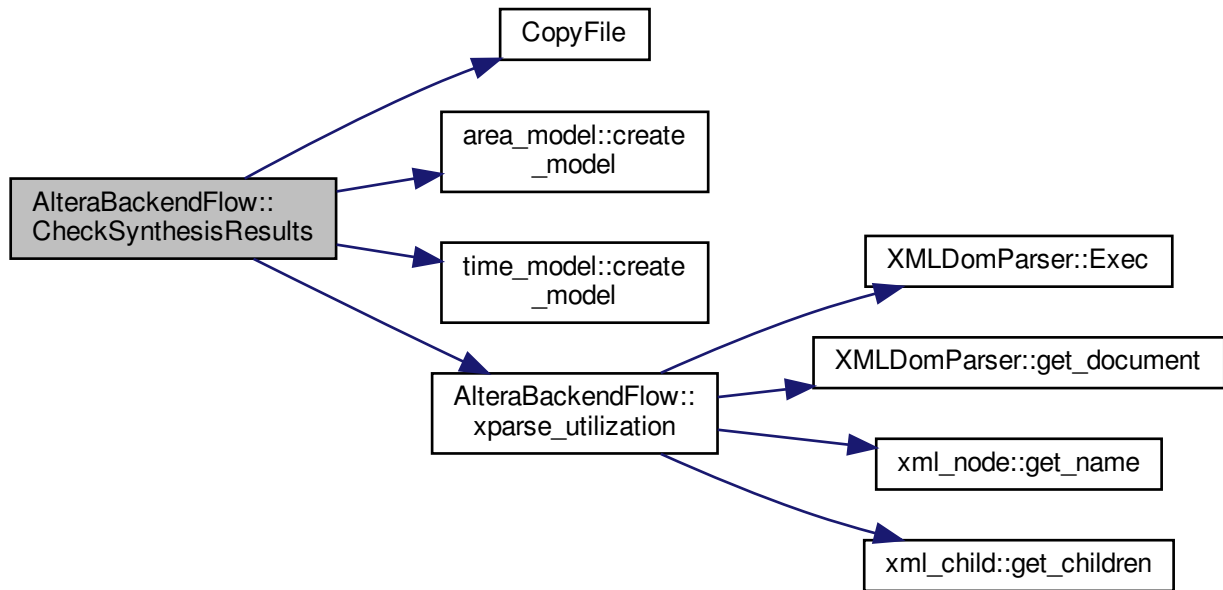 CopyFile
area_model::create
_model
AlteraBackendFlow::
CheckSynthesisResults
time_model::create
_model
XMLDomParser::Exec
XMLDomParser::get_document
AlteraBackendFlow::
xparse_utilization
xml_node::get_name
xml_child::get_children